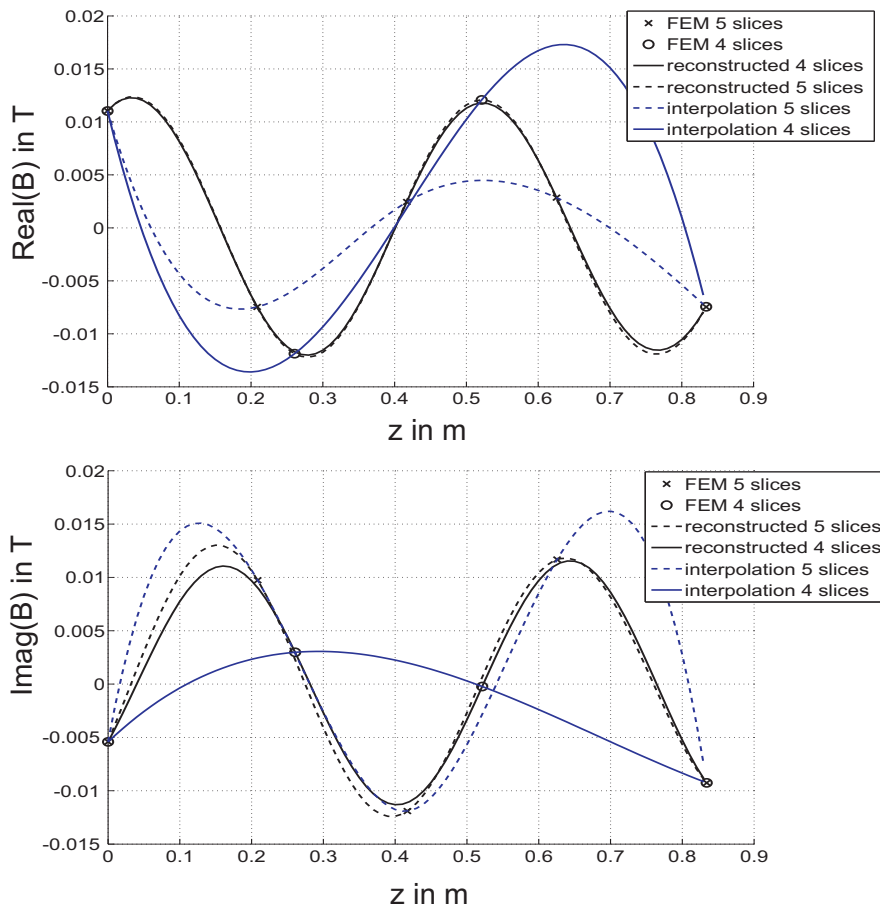 0.02
0.015
0.01
0.005
0
-0.005
-0.01
-0.015
Real(B) in T
0 0.1 0.2 0.3 0.4 0.5 0.6 0.7 0.8 0.9
z in m
FEM 5 slices
FEM 4 slices
reconstructed 4 slices
reconstructed 5 slices
interpolation 5 slices
interpolation 4 slices
0.02
0.015
0.01
0.005
0
-0.005
-0.01
-0.015
Imag(B) in T
0 0.1 0.2 0.3 0.4 0.5 0.6 0.7 0.8 0.9
z in m
FEM 5 slices
FEM 4 slices
reconstructed 5 slices
reconstructed 4 slices
interpolation 5 slices
interpolation 4 slices